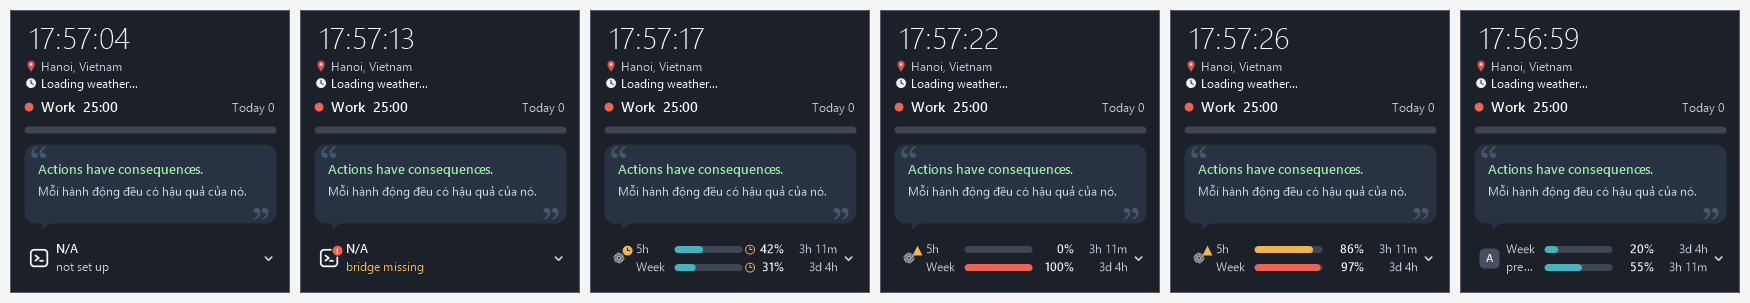 17:57:04
Hanoi, Vietnam
Loading weather...
Work 25:00 Today 0
Actions have consequences.
Mỗi hành động đều có hậu quả của nó.
N/A
not set up
17:57:13
Hanoi, Vietnam
Loading weather...
Work 25:00 Today 0
Actions have consequences.
Mỗi hành động đều có hậu quả của nó.
N/A
bridge missing
17:57:17
Hanoi, Vietnam
Loading weather...
Work 25:00 Today 0
Actions have consequences.
Mỗi hành động đều có hậu quả của nó.
5h 42% 3h 11m
Week 31% 3d 4h
17:57:22
Hanoi, Vietnam
Loading weather...
Work 25:00 Today 0
Actions have consequences.
Mỗi hành động đều có hậu quả của nó.
5h 0% 3h 11m
Week 100% 3d 4h
17:57:26
Hanoi, Vietnam
Loading weather...
Work 25:00 Today 0
Actions have consequences.
Mỗi hành động đều có hậu quả của nó.
5h 86% 3h 11m
Week 97% 3d 4h
17:56:59
Hanoi, Vietnam
Loading weather...
Work 25:00 Today 0
Actions have consequences.
Mỗi hành động đều có hậu quả của nó.
A
Week 20% 3d 4h
pre... 55% 3h 11m